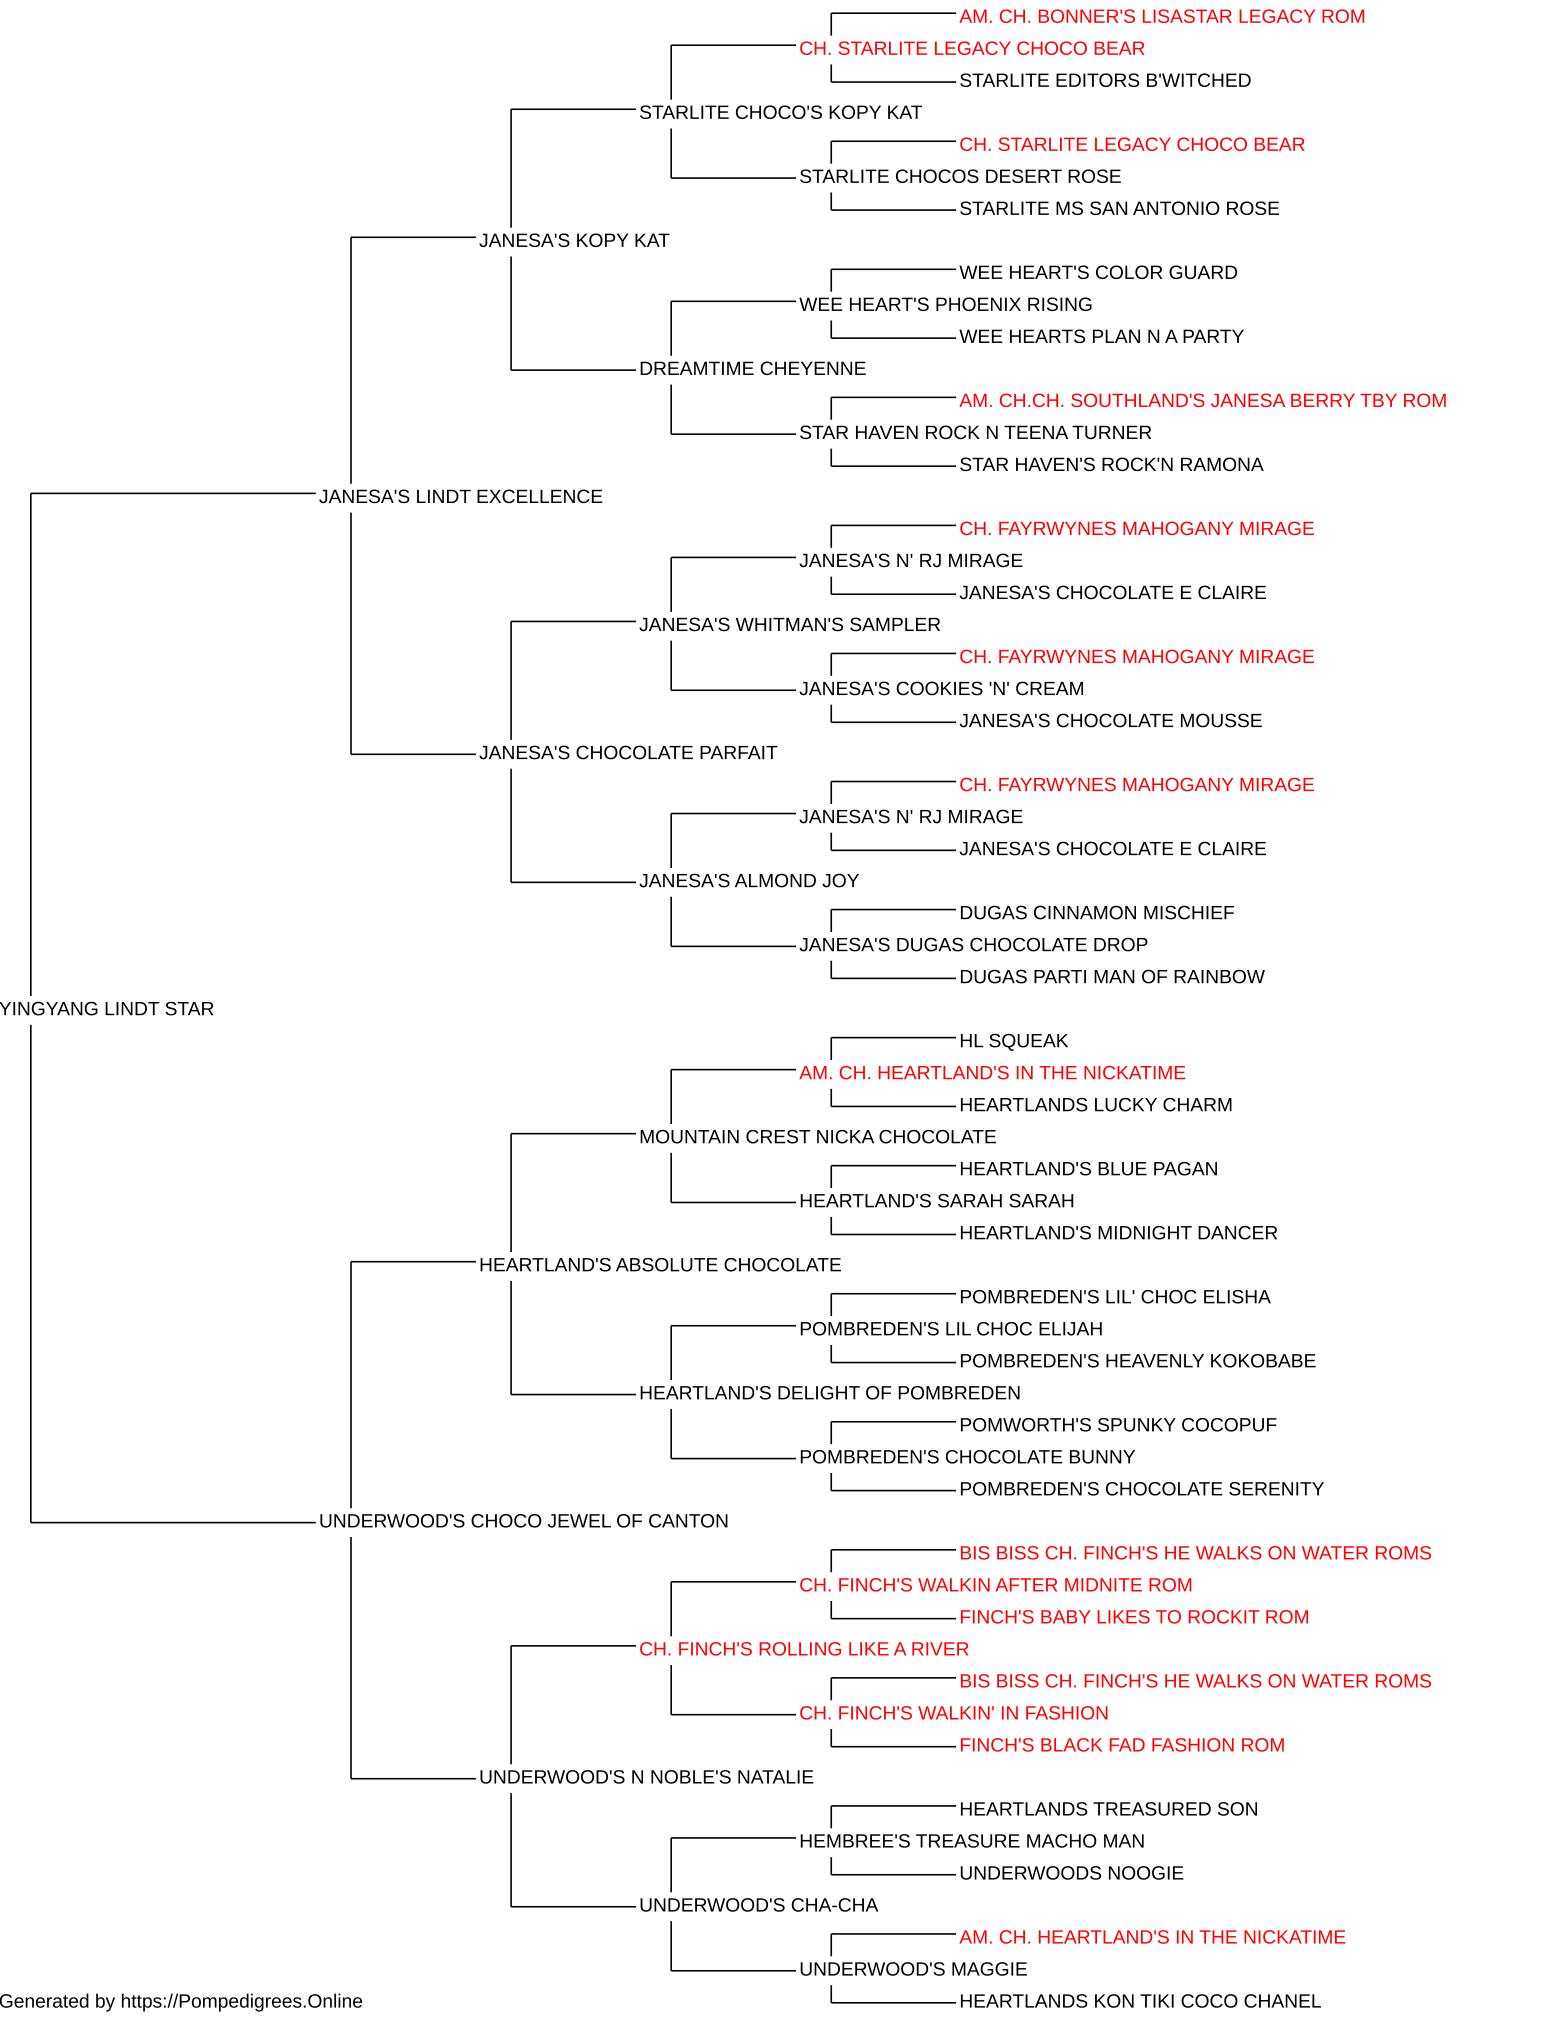 AM. CH. BONNER'S LISASTAR LEGACY ROM
CH. STARLITE LEGACY CHOCO BEAR
STARLITE EDITORS B'WITCHED
STARLITE CHOCO'S KOPY KAT
CH. STARLITE LEGACY CHOCO BEAR
STARLITE CHOCOS DESERT ROSE
STARLITE MS SAN ANTONIO ROSE
JANESA'S KOPY KAT
WEE HEART'S COLOR GUARD
WEE HEART'S PHOENIX RISING
WEE HEARTS PLAN N A PARTY
DREAMTIME CHEYENNE
AM. CH.CH. SOUTHLAND'S JANESA BERRY TBY ROM
STAR HAVEN ROCK N TEENA TURNER
STAR HAVEN'S ROCK'N RAMONA
JANESA'S LINDT EXCELLENCE
CH. FAYRWYNES MAHOGANY MIRAGE
JANESA'S N' RJ MIRAGE
JANESA'S CHOCOLATE E CLAIRE
JANESA'S WHITMAN'S SAMPLER
CH. FAYRWYNES MAHOGANY MIRAGE
JANESA'S COOKIES 'N' CREAM
JANESA'S CHOCOLATE MOUSSE
JANESA'S CHOCOLATE PARFAIT
CH. FAYRWYNES MAHOGANY MIRAGE
JANESA'S N' RJ MIRAGE
JANESA'S CHOCOLATE E CLAIRE
JANESA'S ALMOND JOY
DUGAS CINNAMON MISCHIEF
JANESA'S DUGAS CHOCOLATE DROP
DUGAS PARTI MAN OF RAINBOW
YINGYANG LINDT STAR
HL SQUEAK
AM. CH. HEARTLAND'S IN THE NICKATIME
HEARTLANDS LUCKY CHARM
MOUNTAIN CREST NICKA CHOCOLATE
HEARTLAND'S BLUE PAGAN
HEARTLAND'S SARAH SARAH
HEARTLAND'S MIDNIGHT DANCER
HEARTLAND'S ABSOLUTE CHOCOLATE
POMBREDEN'S LIL' CHOC ELISHA
POMBREDEN'S LIL CHOC ELIJAH
POMBREDEN'S HEAVENLY KOKOBABE
HEARTLAND'S DELIGHT OF POMBREDEN
POMWORTH'S SPUNKY COCOPUF
POMBREDEN'S CHOCOLATE BUNNY
POMBREDEN'S CHOCOLATE SERENITY
UNDERWOOD'S CHOCO JEWEL OF CANTON
BIS BISS CH. FINCH'S HE WALKS ON WATER ROMS
CH. FINCH'S WALKIN AFTER MIDNITE ROM
FINCH'S BABY LIKES TO ROCKIT ROM
CH. FINCH'S ROLLING LIKE A RIVER
BIS BISS CH. FINCH'S HE WALKS ON WATER ROMS
CH. FINCH'S WALKIN' IN FASHION
FINCH'S BLACK FAD FASHION ROM
UNDERWOOD'S N NOBLE'S NATALIE
HEARTLANDS TREASURED SON
HEMBREE'S TREASURE MACHO MAN
UNDERWOODS NOOGIE
UNDERWOOD'S CHA-CHA
AM. CH. HEARTLAND'S IN THE NICKATIME
UNDERWOOD'S MAGGIE
HEARTLANDS KON TIKI COCO CHANEL
Generated by https://Pompedigrees.Online